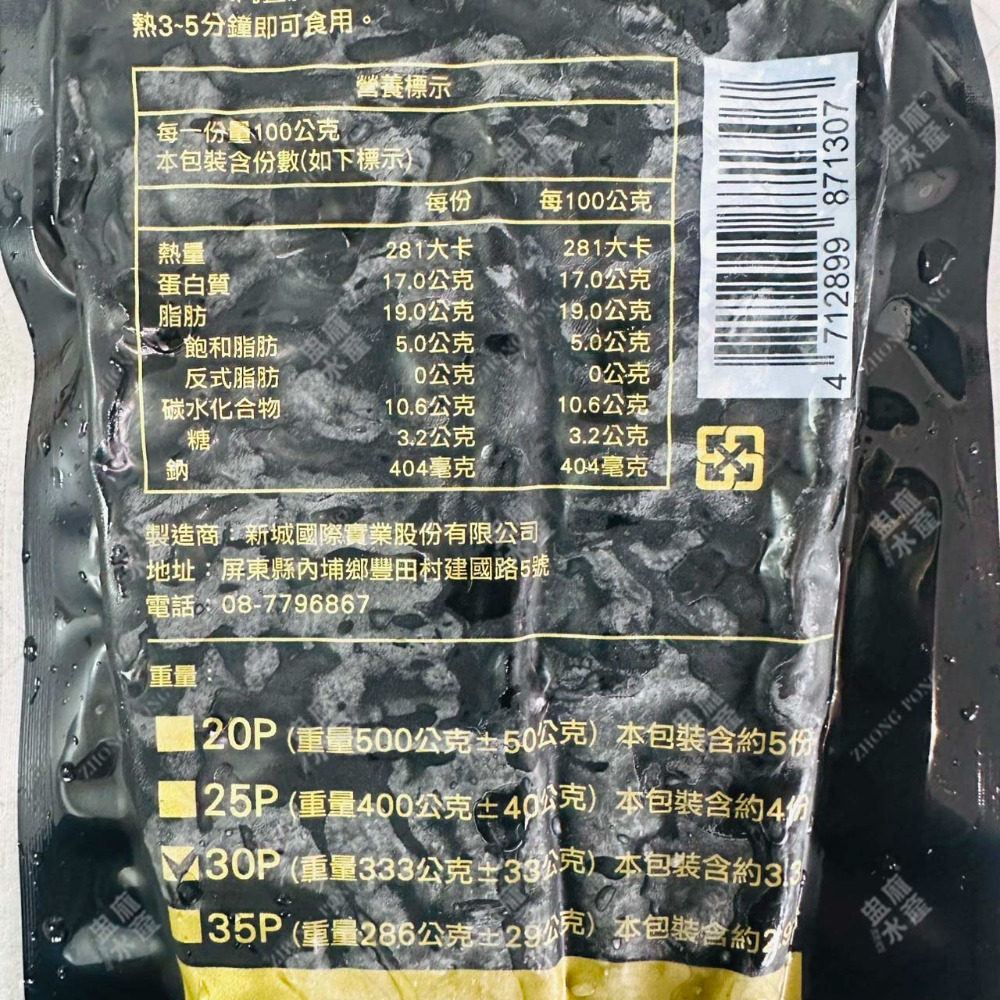 熱3~5分鐘即可食用。
營養標示
每一份量100公克
本包裝含份數(如下標示)
每份 每100公克
熱量 281大卡 281大卡
蛋白質 17.0公克 17.0公克
脂肪 19.0公克 19.0公克
飽和脂肪 5.0公克 5.0公克
反式脂肪 0公克 0公克
碳水化合物 10.6公克 10.6公克
糖 3.2公克 3.2公克
鈉 404毫克 404毫克
4 712899 871307
製造商：新城國際實業股份有限公司
地址：屏東縣內埔鄉豐田村建國路5號
電話：08-7796867
重量：
20P (重量500公克±50公克) 本包裝含約5份
25P (重量400公克±40公克) 本包裝含約4份
30P (重量333公克±33公克) 本包裝含約3.3
35P (重量286公克±29公克) 本包裝含約2.9
ZHONG PONG